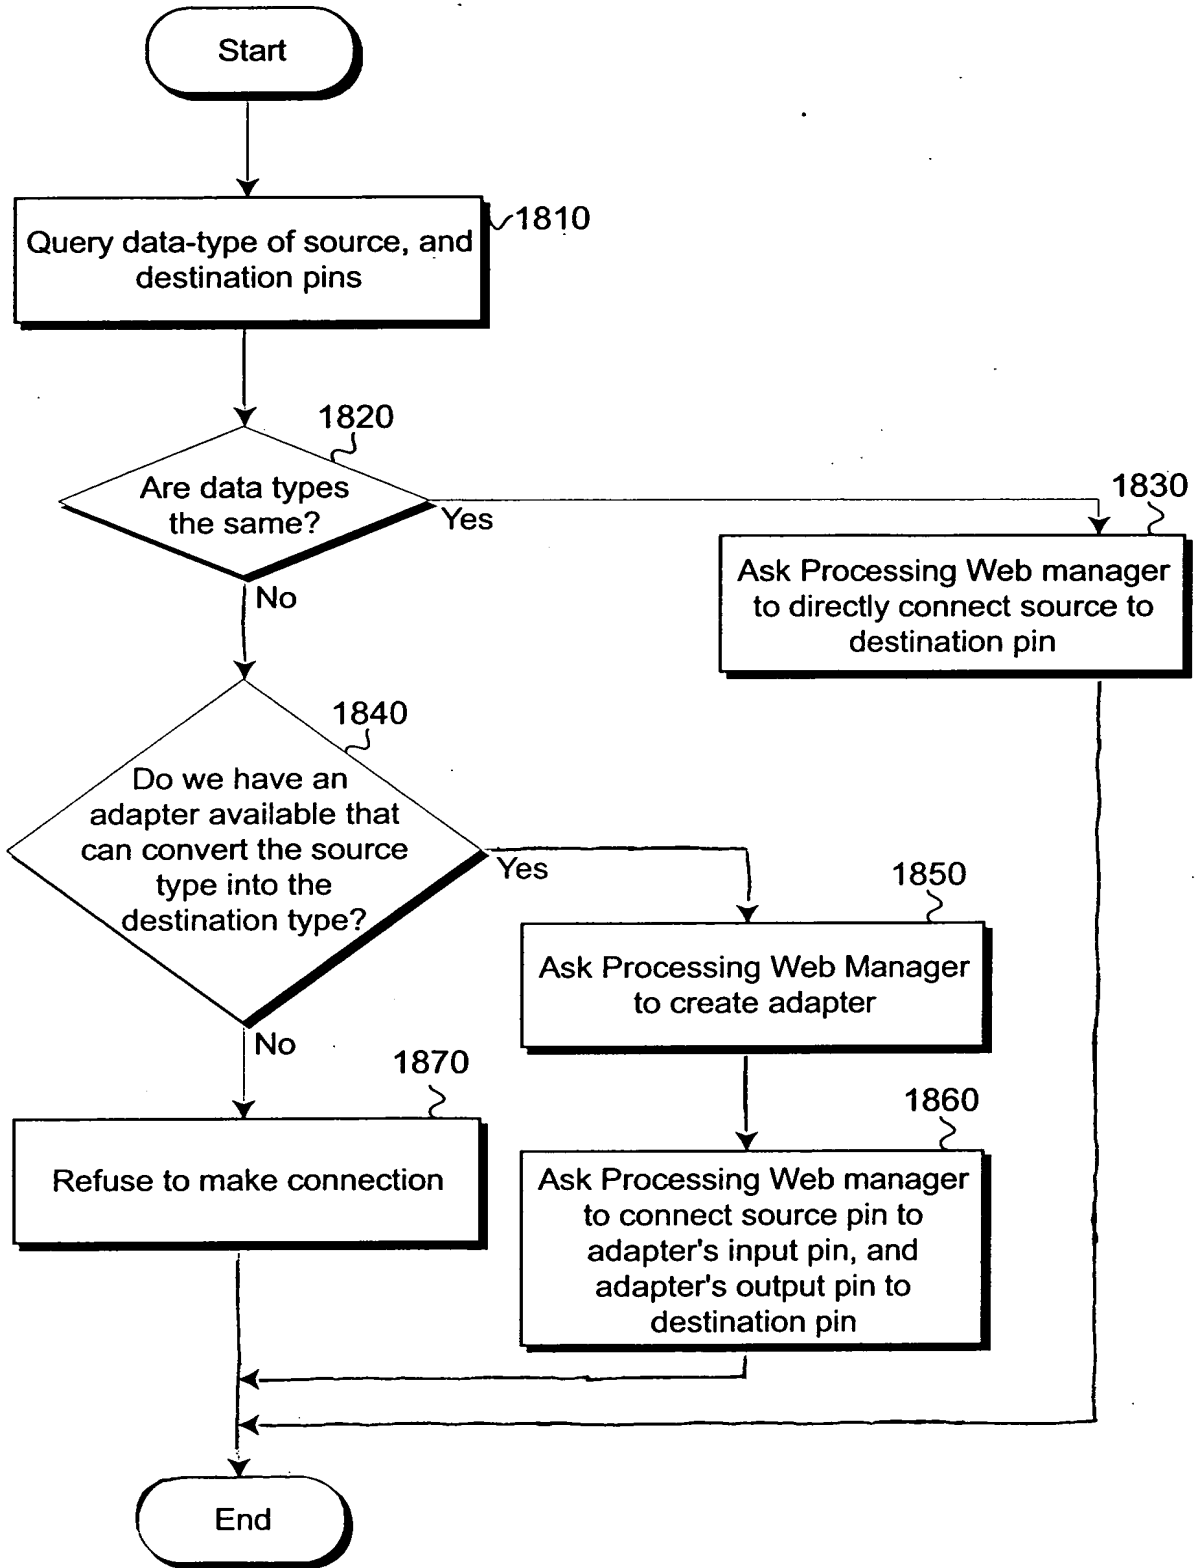 Start
1810
Query data-type of source, and
destination pins
1820
Are data types
the same?
Yes
No
1830
Ask Processing Web manager
to directly connect source to
destination pin
1840
Do we have an
adapter available that
can convert the source
type into the
destination type?
Yes
No
1850
Ask Processing Web Manager
to create adapter
1860
Ask Processing Web manager
to connect source pin to
adapter's input pin, and
adapter's output pin to
destination pin
1870
Refuse to make connection
End